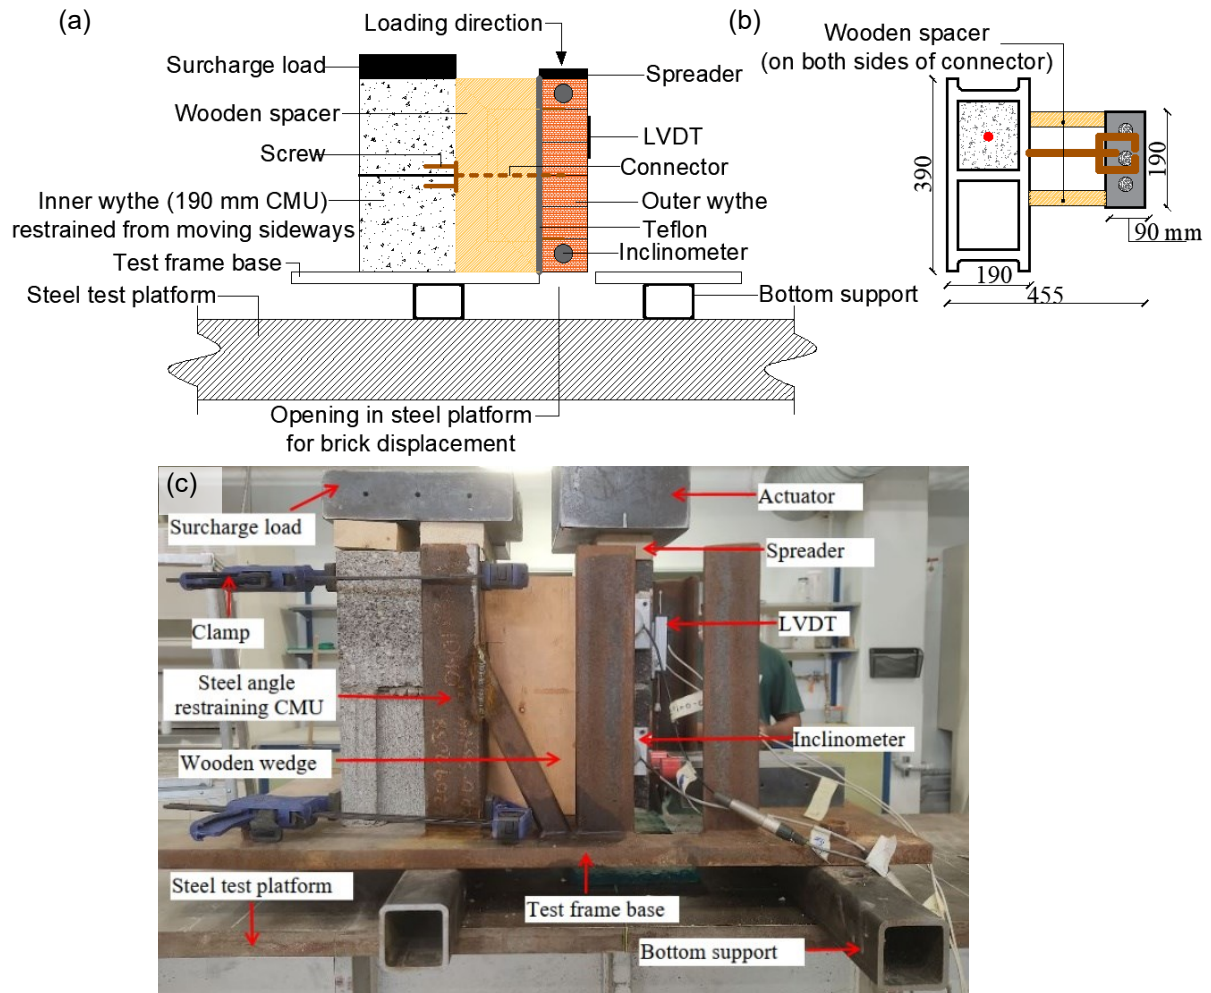 (a)
Loading direction
(b)
Surcharge load
Spreader
Wooden spacer
(on both sides of connector)
Wooden spacer
LVDT
Screw
Connector
Inner wythe (190 mm CMU)
restrained from moving sideways
Outer wythe
Teflon
Inclinometer
Test frame base
Steel test platform
Bottom support
Opening in steel platform
for brick displacement
390
190
90 mm
190
455
(c)
Surcharge load
Actuator
Spreader
Clamp
LVDT
Steel angle
restraining CMU
Wooden wedge
Inclinometer
Steel test platform
Test frame base
Bottom support